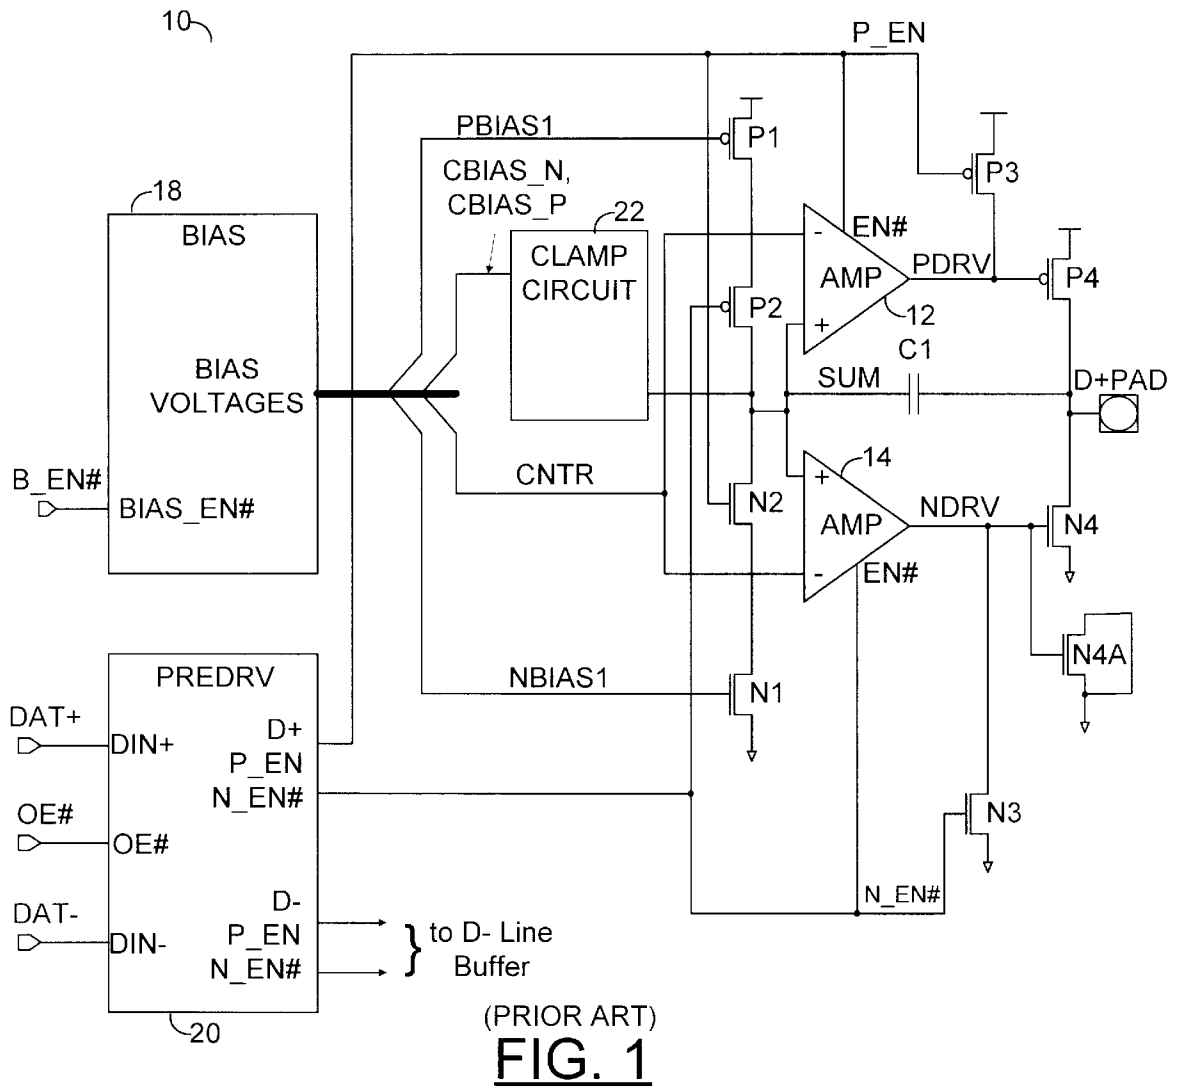 10
P_EN
PBIAS1
P1
CBIAS_N,
CBIAS_P
P3
18
22
BIAS
CLAMP
CIRCUIT
-
EN#
AMP
PDRV
P4
P2
12
+
C1
BIAS
VOLTAGES
SUM
D+PAD
14
B_EN#
CNTR
+
BIAS_EN#
N2
AMP
NDRV
N4
-
EN#
PREDRV
NBIAS1
N1
N4A
DAT+
D+
DIN+
P_EN
N_EN#
OE#
OE#
N3
D-
N_EN#
DAT-
P_EN
DIN-
N_EN#
} to D- Line
Buffer
20
(PRIOR ART)
FIG. 1